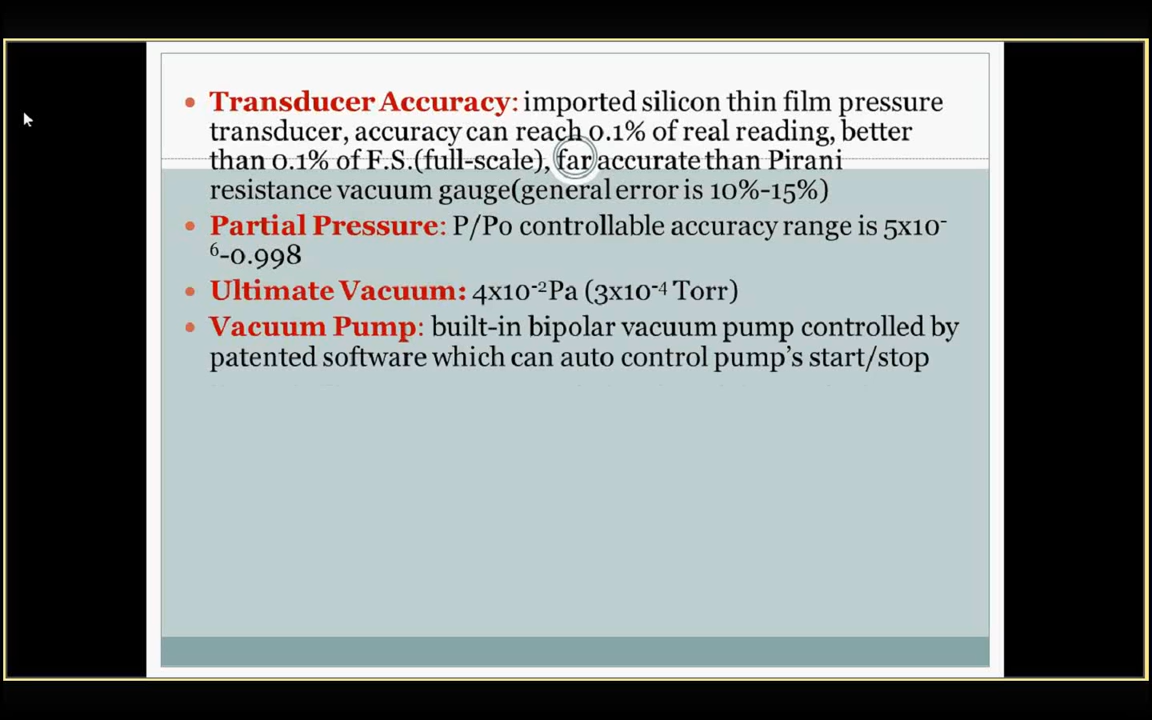 • Transducer Accuracy: imported silicon thin film pressure
transducer, accuracy can reach 0.1% of real reading, better
than 0.1% of F.S.(full-scale), far accurate than Pirani
resistance vacuum gauge(general error is 10%-15%)
• Partial Pressure: P/Po controllable accuracy range is 5x10⁻
⁶-0.998
• Ultimate Vacuum: 4x10⁻²Pa (3x10⁻⁴ Torr)
• Vacuum Pump: built-in bipolar vacuum pump controlled by
patented software which can auto control pump’s start/stop